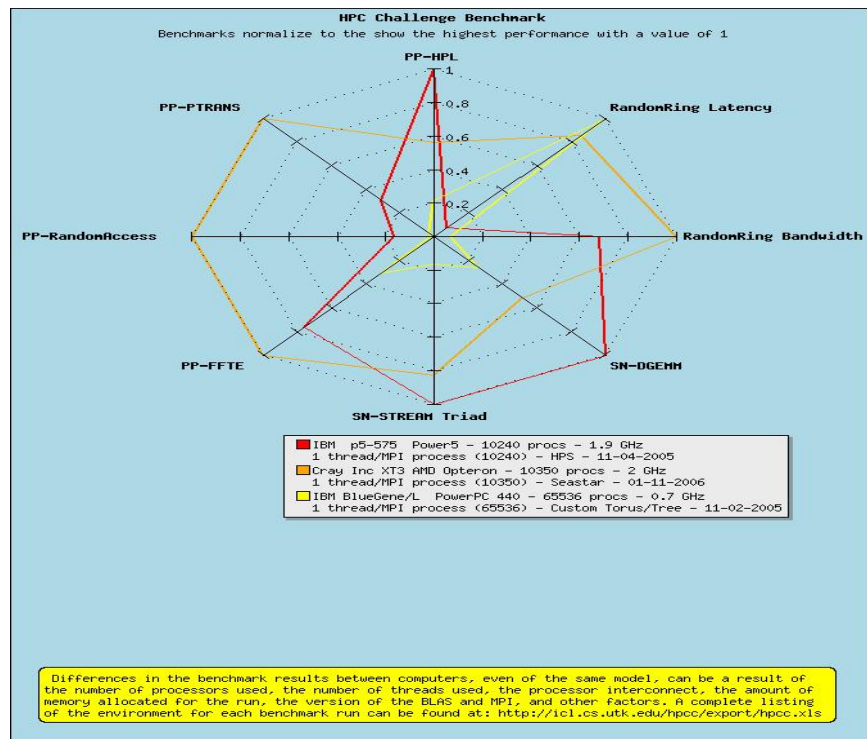 HPC Challenge Benchmark
Benchmarks normalize to the show the highest performance with a value of 1
PP-HPL
1
PP-PTRANS
RandomRing Latency
0.8
0.6
0.4
0.2
PP-RandomAccess
RandomRing Bandwidth
PP-FFTE
SN-DGEMM
SN-STREAM Triad
IBM p5-575 Power5 - 10240 procs - 1.9 GHz
1 thread/MPI process (10240) - HPS - 11-04-2005
Cray Inc XT3 AMD Opteron - 10350 procs - 2 GHz
1 thread/MPI process (10350) - Seastar - 01-11-2006
IBM BlueGene/L PowerPC 440 - 65536 procs - 0.7 GHz
1 thread/MPI process (65536) - Custom Torus/Tree - 11-02-2005
Differences in the benchmark results between computers, even of the same model, can be a result of
the number of processors used, the number of threads used, the processor interconnect, the amount of
memory allocated for the run, the version of the BLAS and MPI, and other factors. A complete listing
of the environment for each benchmark run can be found at: http://icl.cs.utk.edu/hpcc/export/hpcc.xls